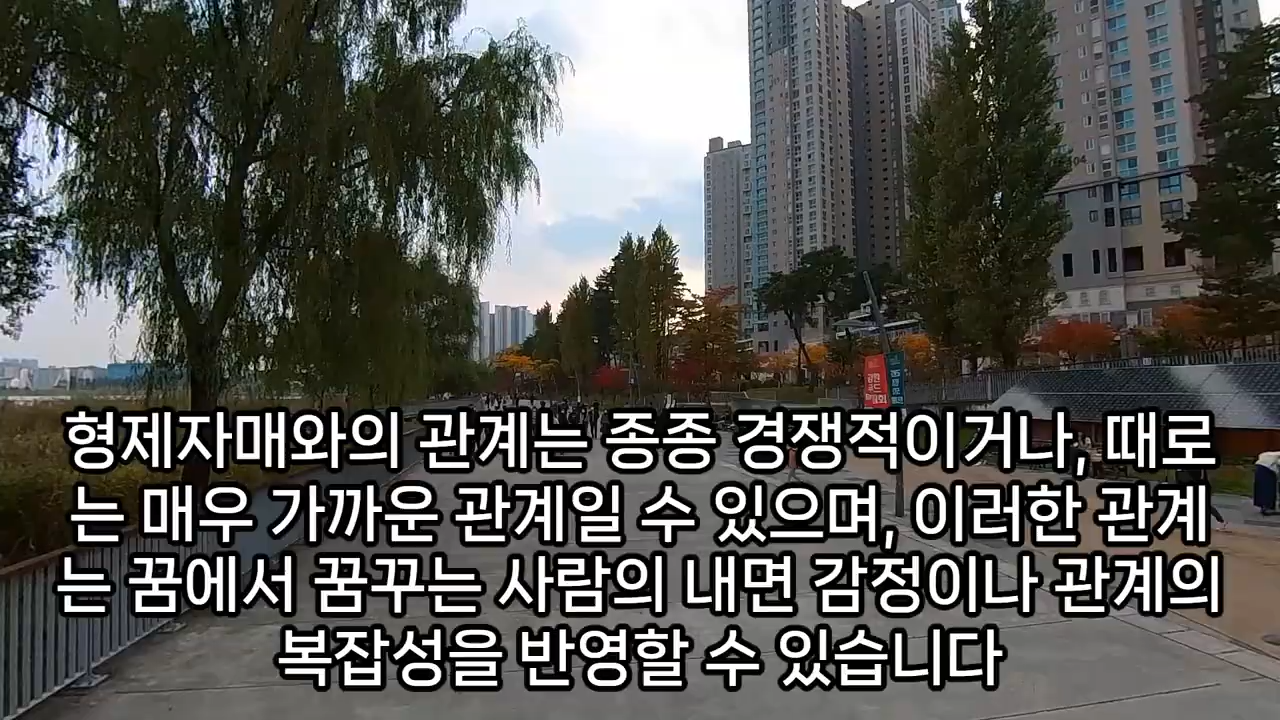 형제자매와의 관계는 종종 경쟁적이거나, 때로
는 매우 가까운 관계일 수 있으며, 이러한 관계
는 꿈에서 꿈꾸는 사람의 내면 감정이나 관계의
복잡성을 반영할 수 있습니다